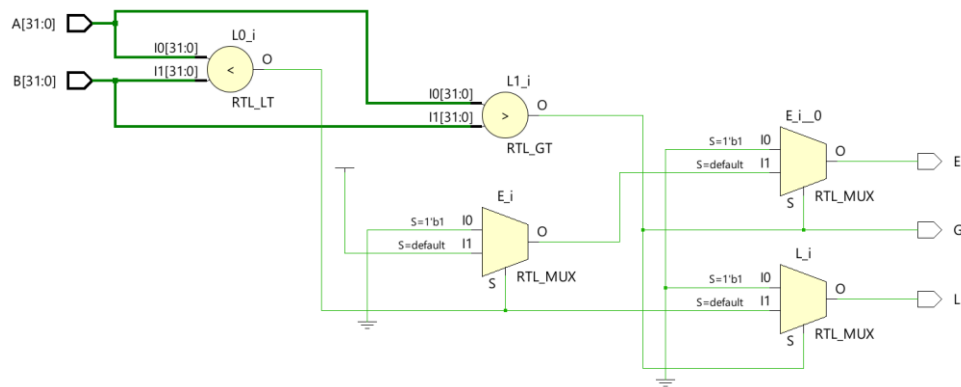 A[31:0]
L0_i
I0[31:0]
<
O
B[31:0]
I1[31:0]
RTL_LT
L1_i
I0[31:0]
>
O
I1[31:0]
RTL_GT
E_i__0
S=1'b1 I0
O
E
S=default I1
S
RTL_MUX
E_i
S=1'b1 I0
O
S=default I1
S
RTL_MUX
G
L_i
S=1'b1 I0
O
L
S=default I1
S
RTL_MUX